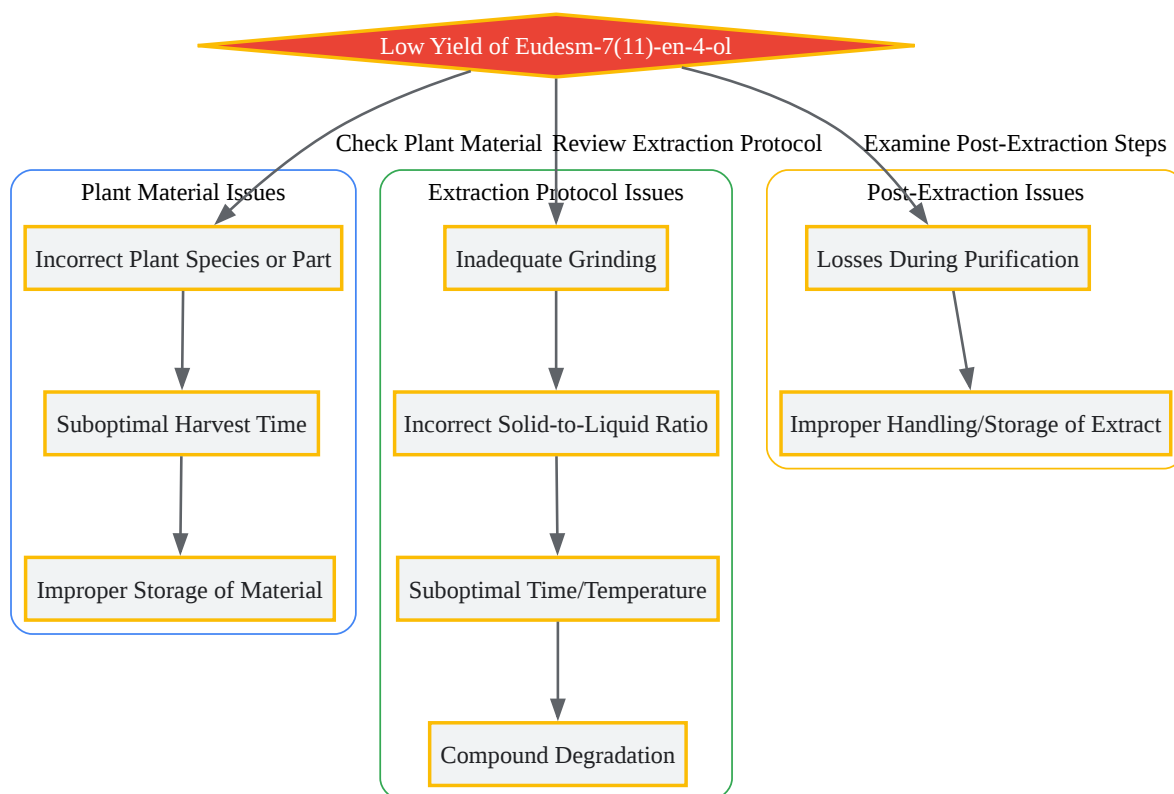 Low Yield of Eudesm-7(11)-en-4-ol
Check Plant Material
Review Extraction Protocol
Examine Post-Extraction Steps
Plant Material Issues
Incorrect Plant Species or Part
Suboptimal Harvest Time
Improper Storage of Material
Extraction Protocol Issues
Inadequate Grinding
Incorrect Solid-to-Liquid Ratio
Suboptimal Time/Temperature
Compound Degradation
Post-Extraction Issues
Losses During Purification
Improper Handling/Storage of Extract